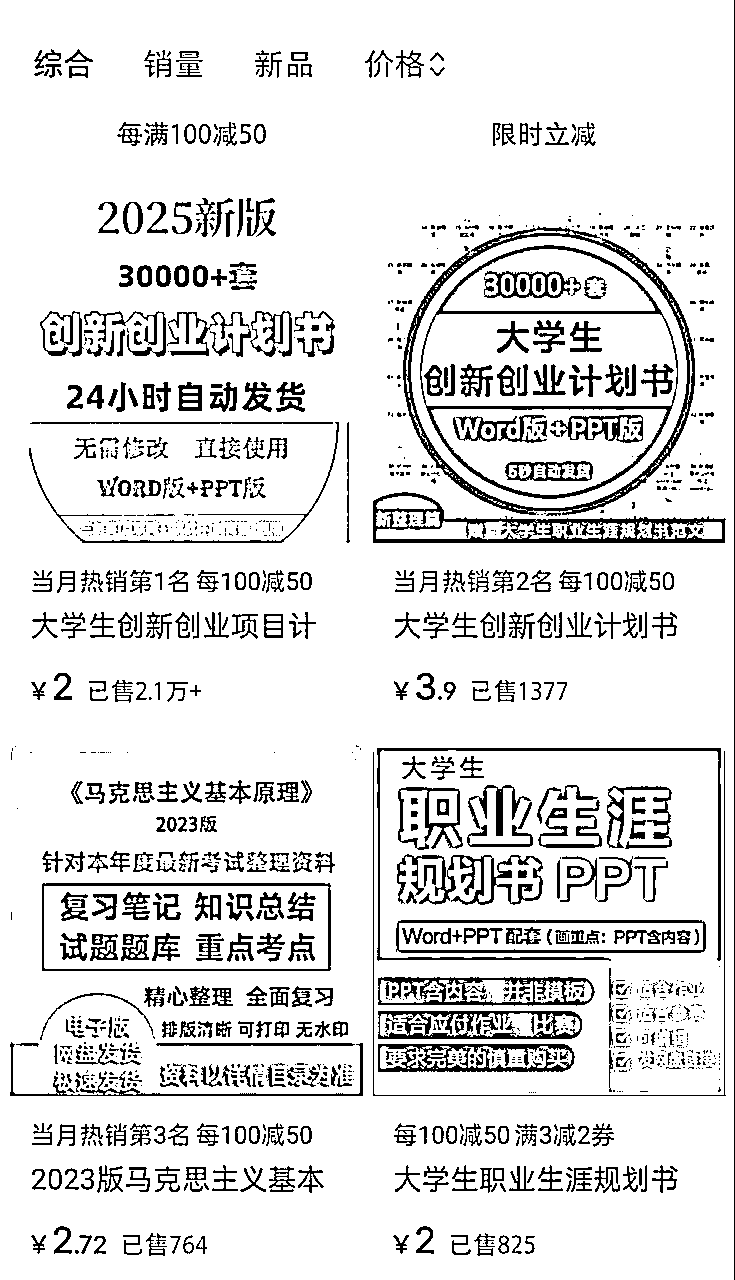 综合 销量 新品 价格
每满100减50
限时立减
2025新版
30000+套
创新创业计划书
24小时自动发货
无需修改 直接使用
WORD版+PPT版
30000+套
大学生
创新创业计划书
Word版+PPT版
5秒自动发货
新整理篇
大学生职业生涯规划书范文
当月热销第1名 每100减50
大学生创新创业项目计
¥2 已售2.1万+
当月热销第2名 每100减50
大学生创新创业计划书
¥3.9 已售1377
《马克思主义基本原理》
2023版
针对本年度最新考试整理资料
复习笔记 知识总结
试题题库 重点考点
精心整理 全面复习
排版清晰 可打印 无水印
电子版
网盘发货
极速发货
资料以详情目录为准
大学生
职业生涯
规划书 PPT
Word+PPT配套（画重点：PPT含内容）
PPT含内容，并非模板
适合应付作业、比赛
要求完美的慎重购买
当月热销第3名 每100减50
2023版马克思主义基本
¥2.72 已售764
每100减50 满3减2券
大学生职业生涯规划书
¥2 已售825